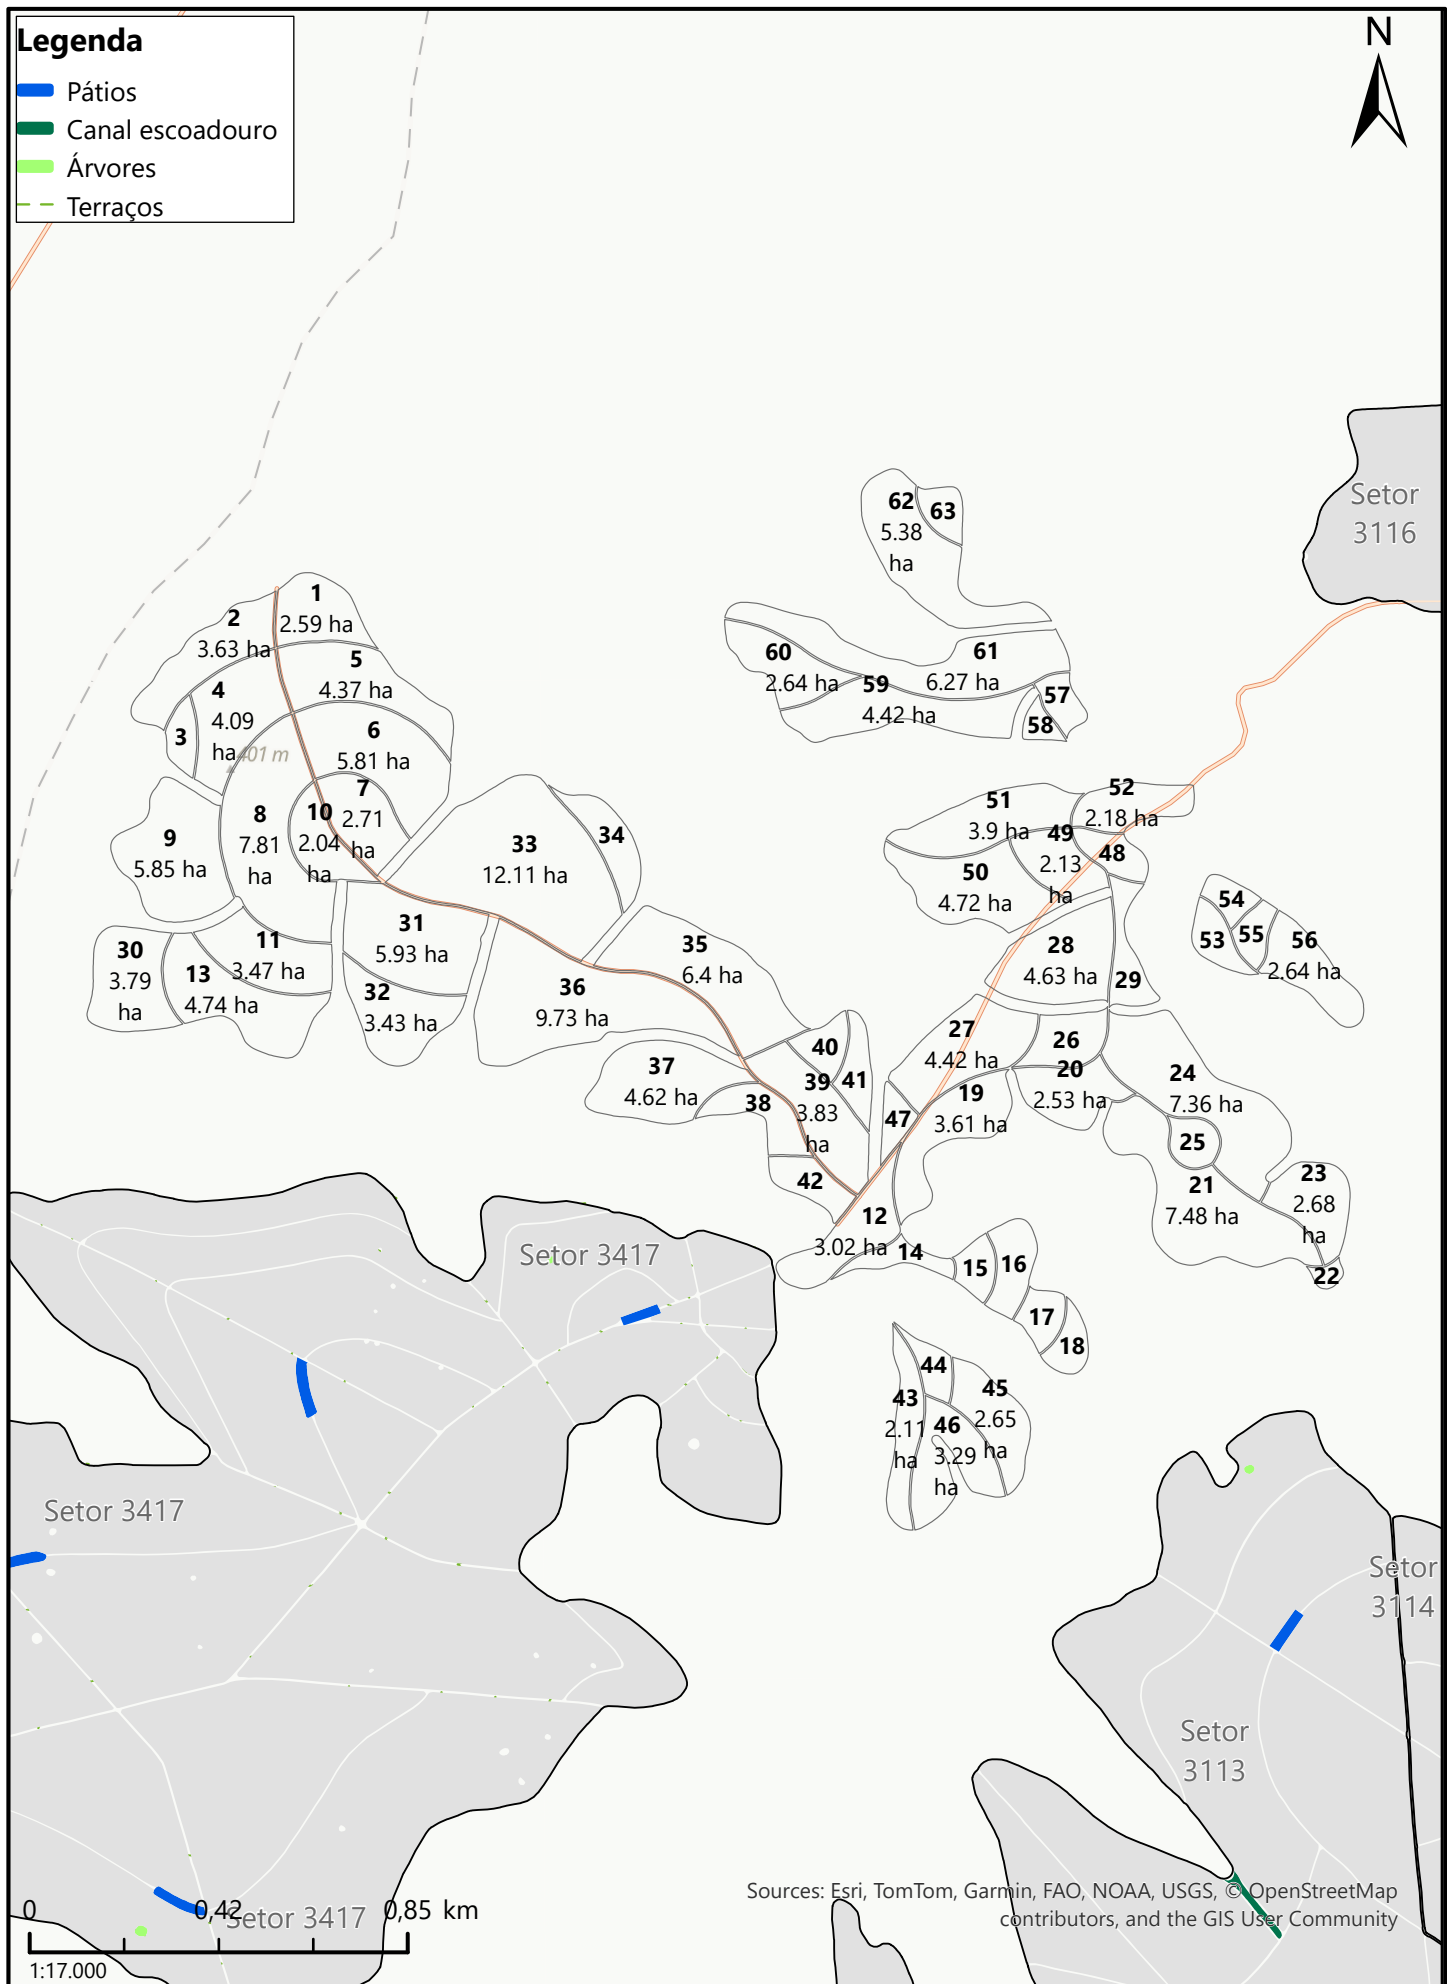 Legenda
Pátios
Canal escoadouro
Árvores
Terraços
N
Setor
3116
62
5.38
ha
63
1
2.59 ha
2
3.63 ha
5
4.37 ha
4
4.09
ha
3
401 m
6
5.81 ha
7
2.71
ha
8
7.81
ha
10
2.04
ha
9
5.85 ha
60
2.64 ha
59
4.42 ha
61
6.27 ha
57
58
33
12.11 ha
34
51
3.9 ha
52
2.18 ha
49
2.13
ha
48
50
4.72 ha
54
53
55
56
2.64 ha
30
3.79
ha
13
4.74 ha
11
3.47 ha
31
5.93 ha
32
3.43 ha
35
6.4 ha
36
9.73 ha
28
4.63 ha
29
27
4.42 ha
26
20
2.53 ha
24
7.36 ha
37
4.62 ha
38
40
39
3.83
ha
41
47
19
3.61 ha
25
21
7.48 ha
23
2.68
ha
22
42
12
3.02 ha
14
15
16
17
18
44
43
2.11
ha
45
2.65
ha
46
3.29
ha
Setor 3417
Setor 3417
Setor
3114
Setor
3113
Setor 3417
0
0,42
0,85 km
1:17.000
Sources: Esri, TomTom, Garmin, FAO, NOAA, USGS, © OpenStreetMap
contributors, and the GIS User Community